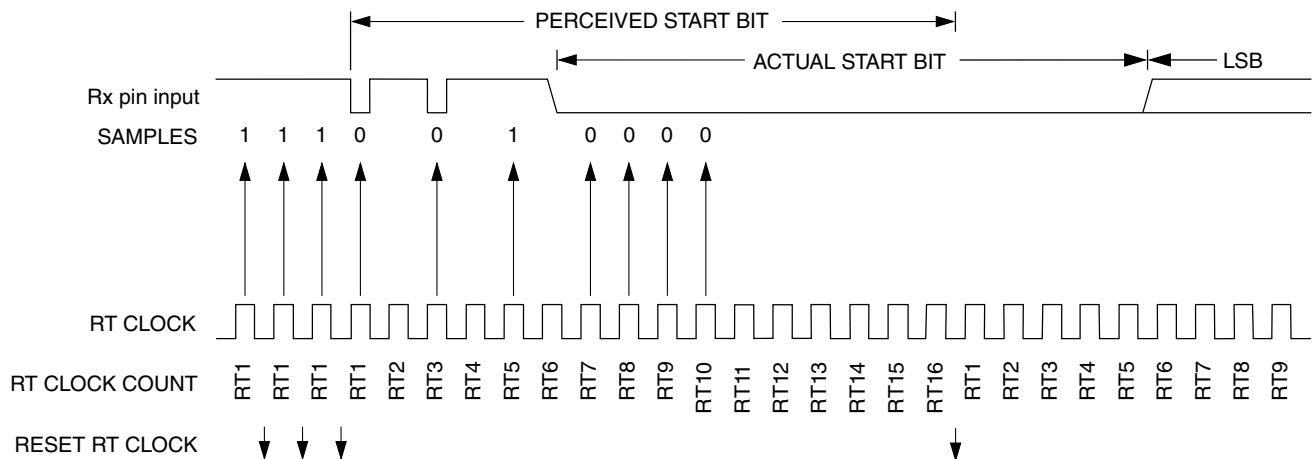 PERCEIVED START BIT
ACTUAL START BIT
LSB
Rx pin input
SAMPLES 1 1 1 0 0 1 0 0 0 0
RT CLOCK
RT CLOCK COUNT RT1 RT1 RT1 RT1 RT2 RT3 RT4 RT5 RT6 RT7 RT8 RT9 RT10 RT11 RT12 RT13 RT14 RT15 RT16 RT1 RT2 RT3 RT4 RT5 RT6 RT7 RT8 RT9
RESET RT CLOCK